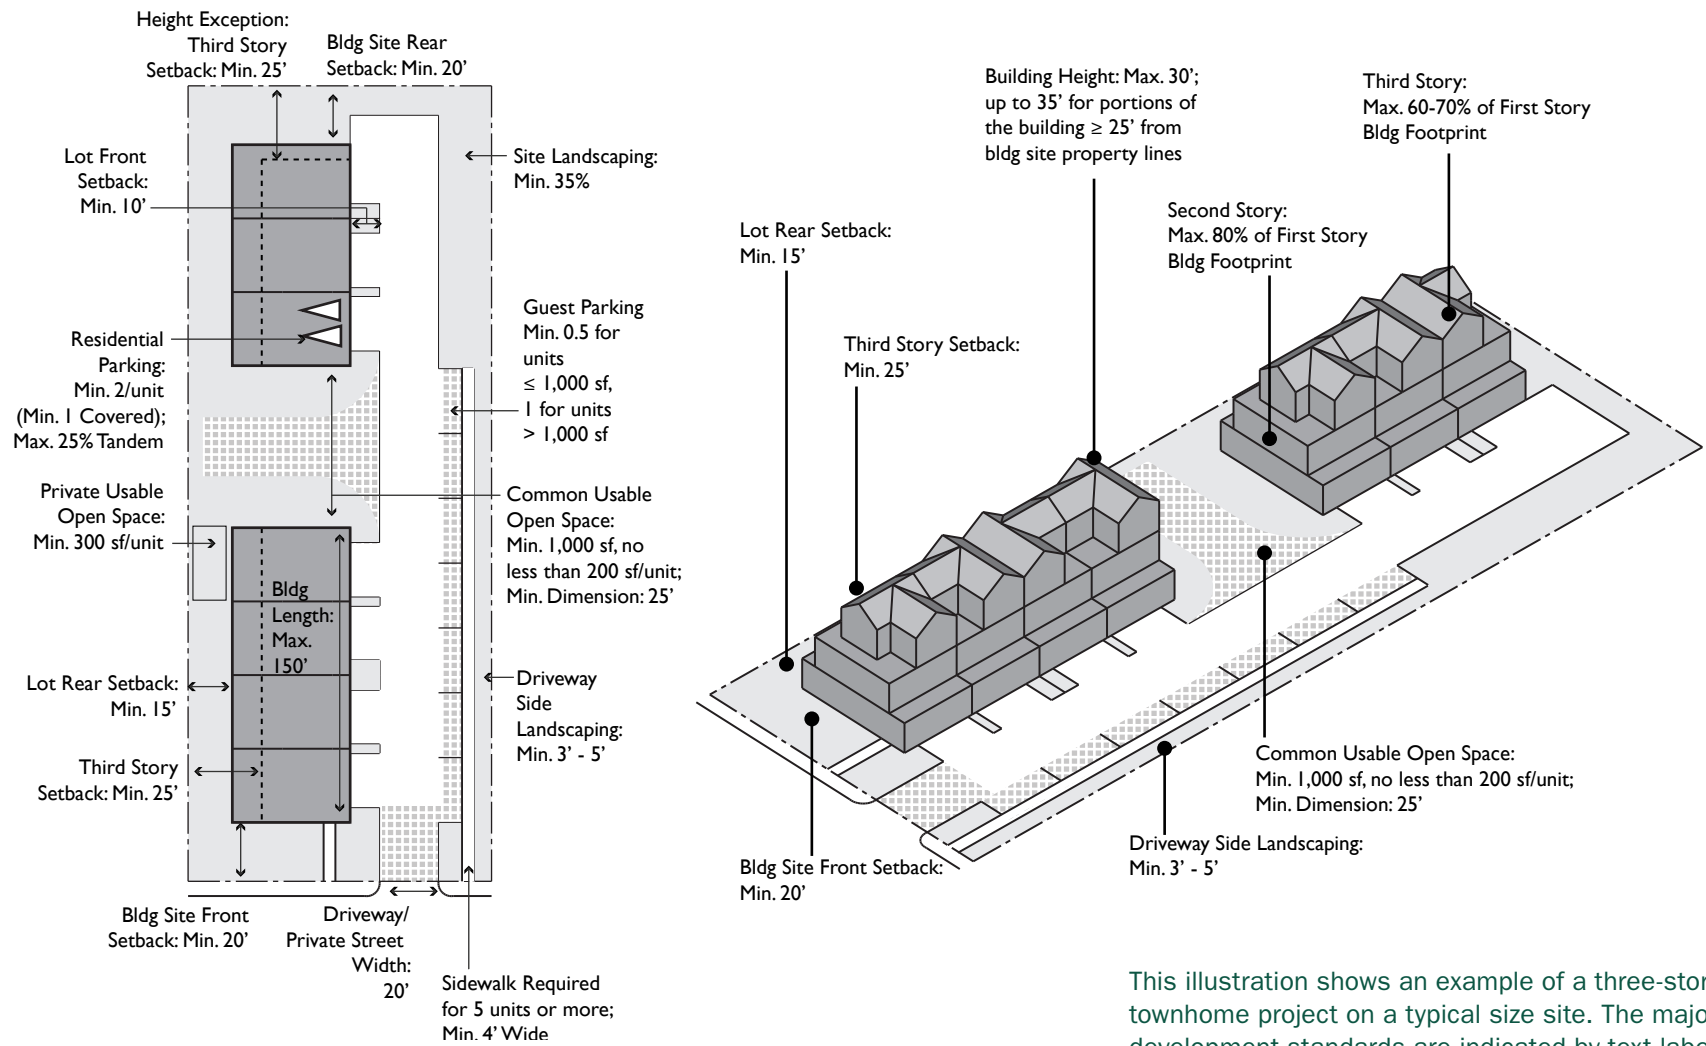 Height Exception:
Third Story
Setback: Min. 25’
Bldg Site Rear
Setback: Min. 20’
Lot Front
Setback:
Min. 10’
Site Landscaping:
Min. 35%
Residential
Parking:
Min. 2/unit
(Min. 1 Covered);
Max. 25% Tandem
Guest Parking
Min. 0.5 for
units
≤ 1,000 sf,
1 for units
> 1,000 sf
Private Usable
Open Space:
Min. 300 sf/unit
Common Usable
Open Space:
Min. 1,000 sf, no
less than 200 sf/unit;
Min. Dimension: 25’
Bldg
Length:
Max.
150’
Lot Rear Setback:
Min. 15’
Driveway
Side
Landscaping:
Min. 3’ - 5’
Third Story
Setback: Min. 25’
Bldg Site Front
Setback: Min. 20’
Driveway/
Private Street
Width:
20’
Sidewalk Required
for 5 units or more;
Min. 4’ Wide
Building Height: Max. 30’;
up to 35’ for portions of
the building ≥ 25’ from
bldg site property lines
Third Story:
Max. 60-70% of First Story
Bldg Footprint
Second Story:
Max. 80% of First Story
Bldg Footprint
Lot Rear Setback:
Min. 15’
Third Story Setback:
Min. 25’
Common Usable Open Space:
Min. 1,000 sf, no less than 200 sf/unit;
Min. Dimension: 25’
Driveway Side Landscaping:
Min. 3’ - 5’
Bldg Site Front Setback:
Min. 20’
This illustration shows an example of a three-stor
townhome project on a typical size site. The majo
development standards are indicated by text labe